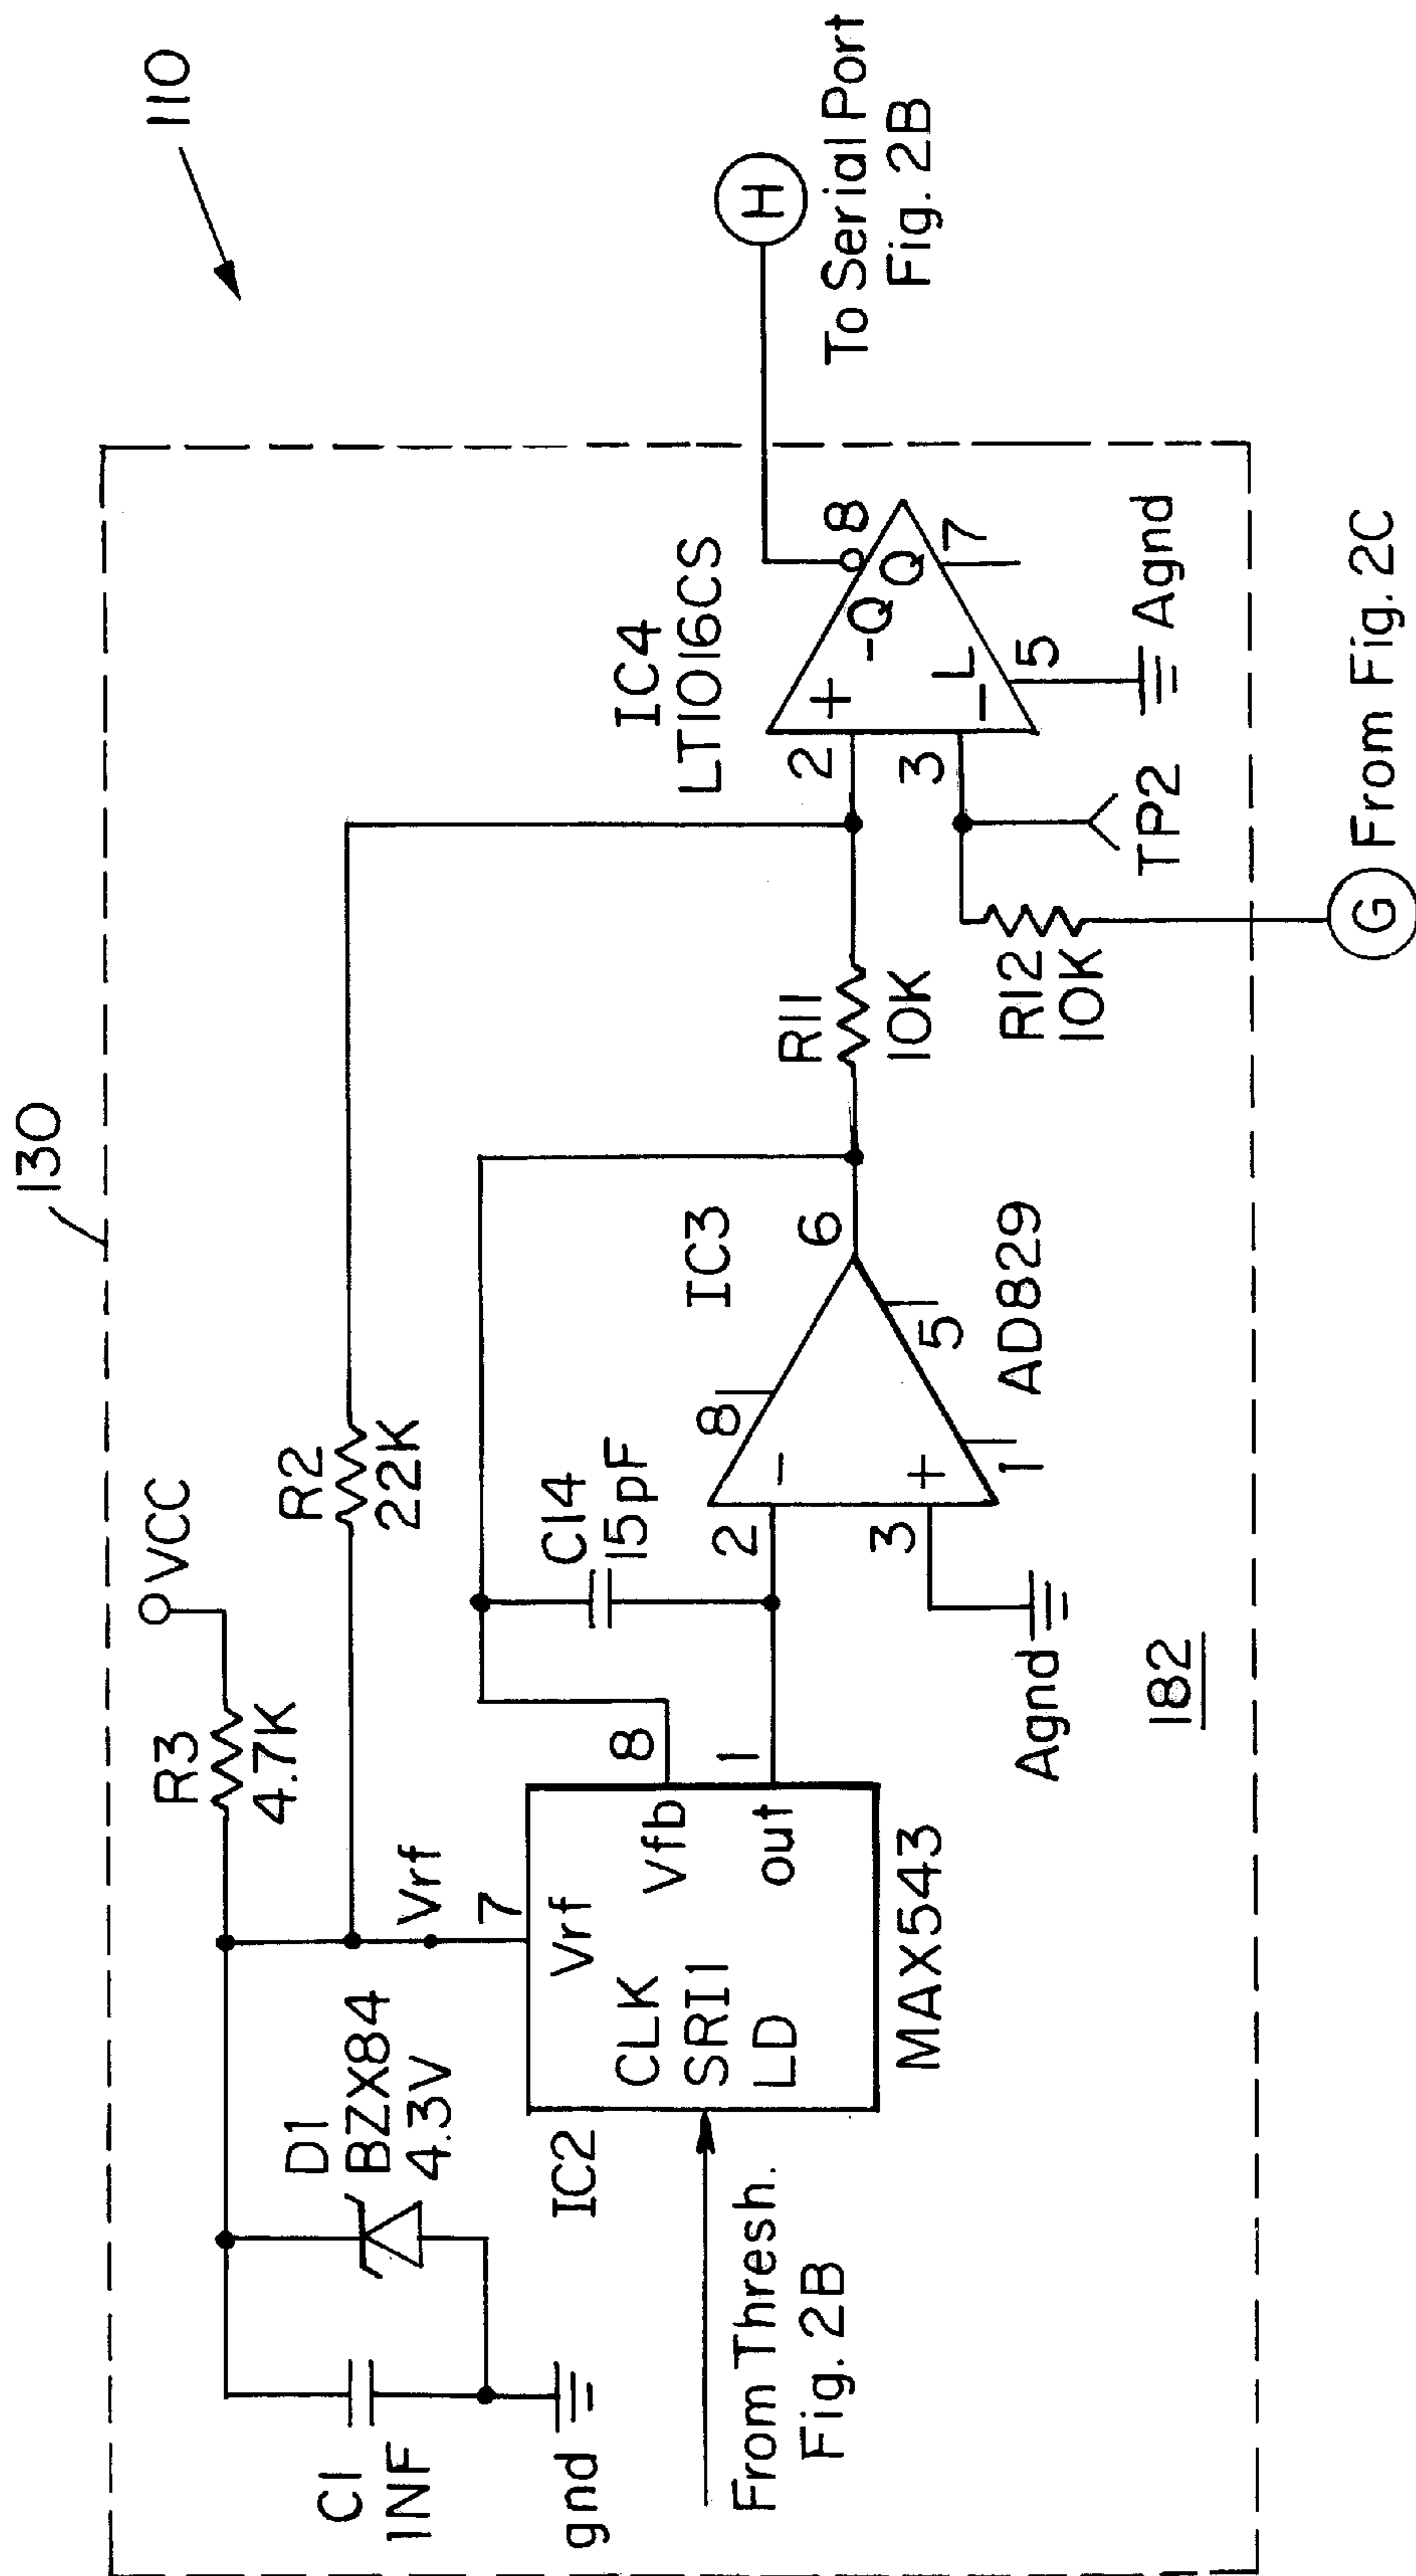 110
130
VCC
R3
4.7K
R2
22K
D1
BZX84
4.3V
C1
1NF
gnd
Vrf
7
Vrf
CLK
SRI1
LD
Vfb
out
8
1
IC2
MAX543
From Thresh.
Fig. 2B
C14
15pF
2
3
-
+
8
1
5
6
IC3
AD829
Agnd
R11
10K
R12
10K
IC4
LT1016CS
2
3
+
-
L
-Q
Q
8
7
5
Agnd
TP2
H
To Serial Port
Fig. 2B
G From Fig. 2C
182